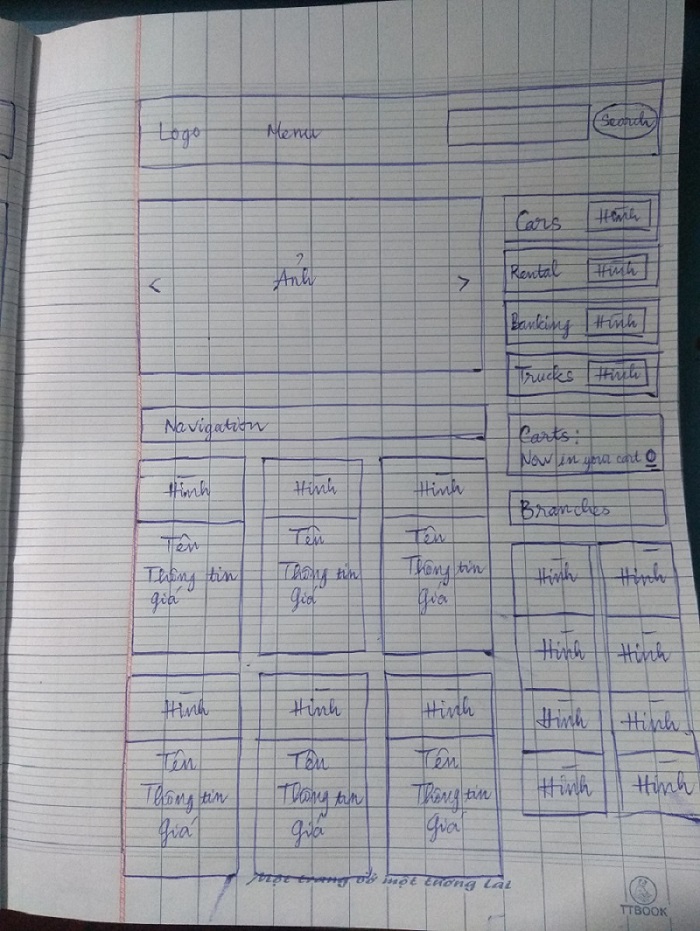 Logo Menu Search
Ảnh
< >
Cars Hình
Rental Hình
Banking Hình
Trucks Hình
Navigation
Carts:
Now in your cart 0
Branches
Hình Hình Hình
Tên Tên Tên
Thông tin Thông tin Thông tin
Giá Giá Giá
Hình Hình Hình
Tên Tên Tên
Thông tin Thông tin Thông tin
Giá Giá Giá
Hình Hình
Hình Hình
Hình Hình
Hình Hình
Một trang vở một tương lai
TTBOOK